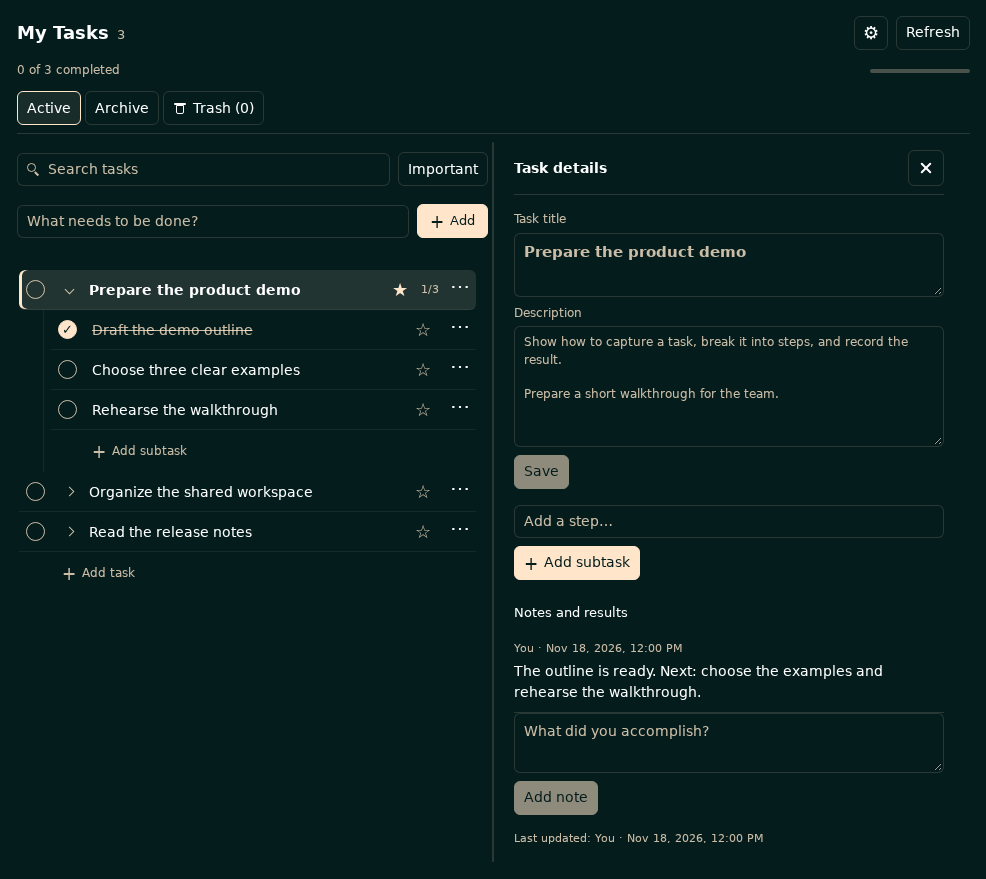 My Tasks 3
Refresh
0 of 3 completed
Active
Archive
Trash (0)
Search tasks
Important
What needs to be done?
+ Add
Prepare the product demo
1/3
Draft the demo outline
Choose three clear examples
Rehearse the walkthrough
+ Add subtask
Organize the shared workspace
Read the release notes
+ Add task
Task details
Task title
Prepare the product demo
Description
Show how to capture a task, break it into steps, and record the
result.
Prepare a short walkthrough for the team.
Save
Add a step...
+ Add subtask
Notes and results
You · Nov 18, 2026, 12:00 PM
The outline is ready. Next: choose the examples and
rehearse the walkthrough.
What did you accomplish?
Add note
Last updated: You · Nov 18, 2026, 12:00 PM